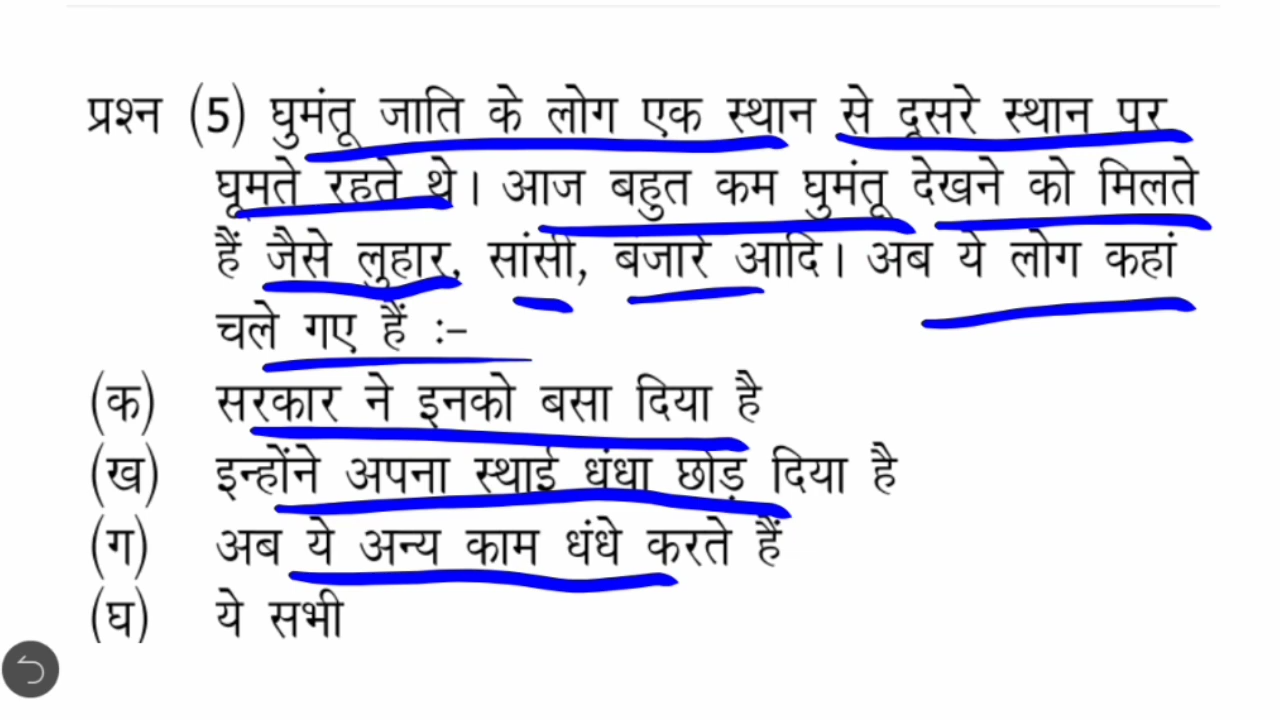 प्रश्न (5) घुमंतू जाति के लोग एक स्थान से दूसरे स्थान पर
घूमते रहते थे। आज बहुत कम घुमंतू देखने को मिलते
हैं जैसे लुहार, सांसी, बंजारे आदि। अब ये लोग कहां
चले गए हैं :–
(क) सरकार ने इनको बसा दिया है
(ख) इन्होंने अपना स्थाई धंधा छोड़ दिया है
(ग) अब ये अन्य काम धंधे करते हैं
(घ) ये सभी